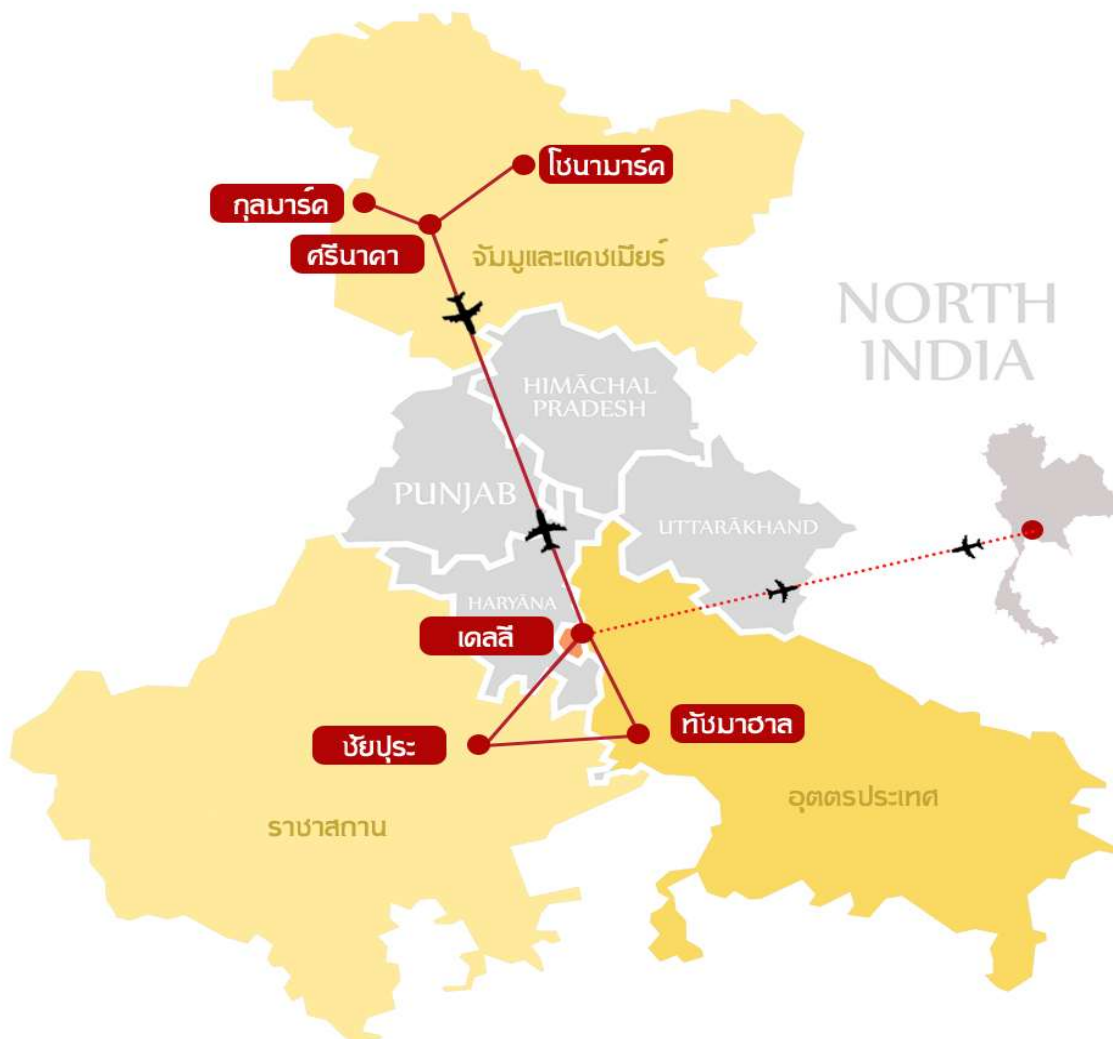 โซนามาร์ค
กุลมาร์ค
ศรีนาคา
จัมมูและแคชเมียร์
NORTH
INDIA
HIMĀCHAL
PRADESH
PUNJAB
UTTARĀKHAND
HARYĀNA
เดลลี
ทัชมาฮาล
ชัยปุระ
อุตตรประเทศ
ราชาสถาน